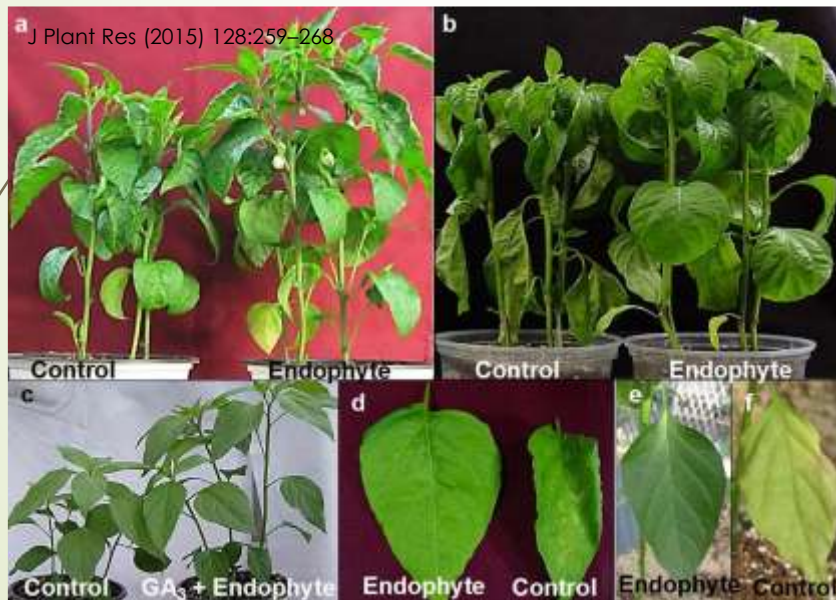 a
J Plant Res (2015) 128:259–268
b
Control
Endophyte
Control
Endophyte
c
Control
GA₃ + Endophyte
d
Endophyte
Control
e
Endophyte
f
Control